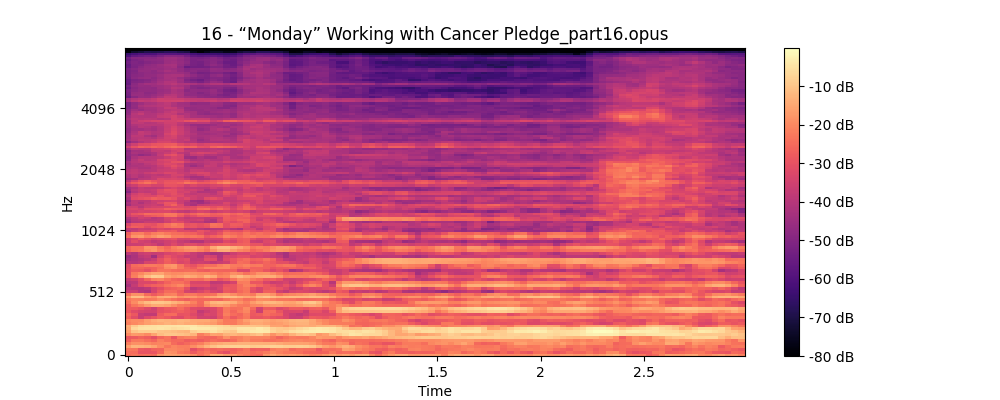 16 - “Monday” Working with Cancer Pledge_part16.opus
Hz
4096
2048
1024
512
0
0
0.5
1
1.5
2
2.5
Time
-10 dB
-20 dB
-30 dB
-40 dB
-50 dB
-60 dB
-70 dB
-80 dB